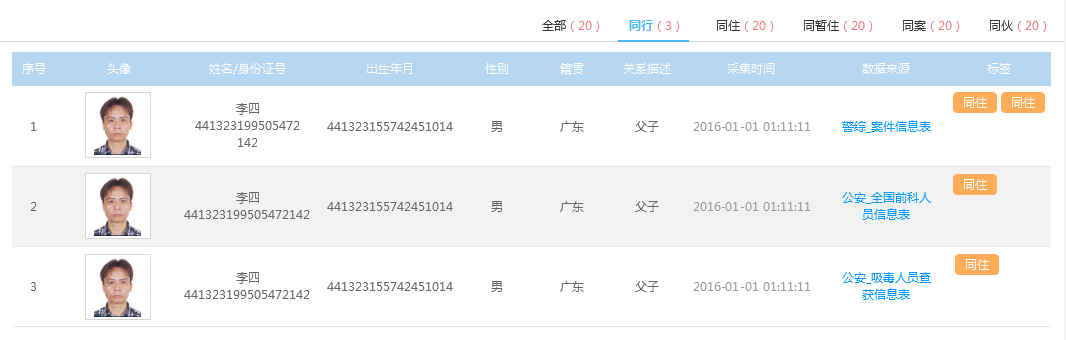 全部（20） 同行（3） 同住（20） 同暂住（20） 同案（20） 同伙（20）
序号 头像 姓名/身份证号 出生年月 性别 籍贯 关系描述 采集时间 数据来源 标签
同住 同住
李四
1 441323199505472 441323155742451014 男 广东 父子 2016-01-01 01:11:11 警综_案件信息表
142
同住
李四 公安_全国前科人
2 441323155742451014 男 广东 父子 2016-01-01 01:11:11
441323199505472142 员信息表
同住
李四 公安_吸毒人员查
3 441323155742451014 男 广东 父子 2016-01-01 01:11:11
441323199505472142 获信息表